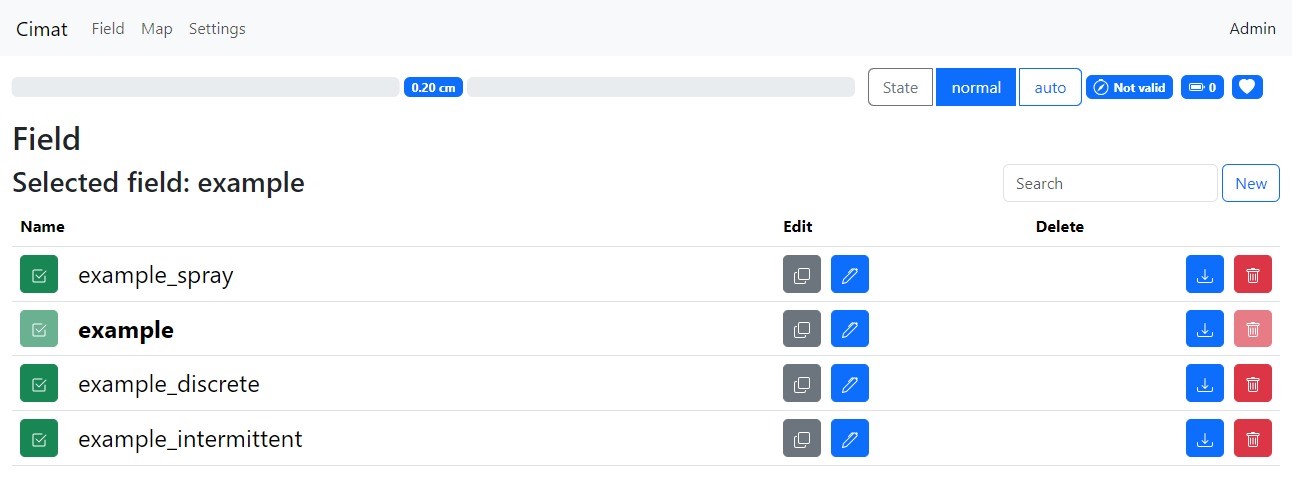 Cimat Field Map Settings Admin
0.20 cm State normal auto Not valid 0
Field
Selected field: example Search New
Name Edit Delete
example_spray
example
example_discrete
example_intermittent